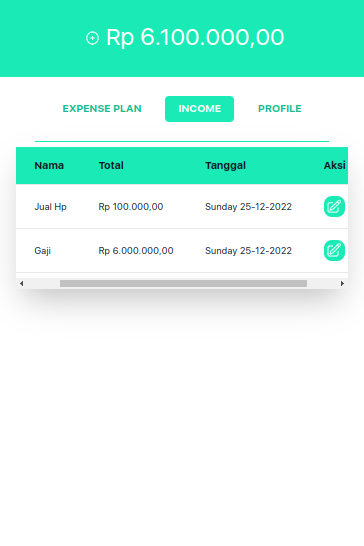 Rp 6.100.000,00
EXPENSE PLAN INCOME PROFILE
Nama Total Tanggal Aksi
Jual Hp Rp 100.000,00 Sunday 25-12-2022
Gaji Rp 6.000.000,00 Sunday 25-12-2022